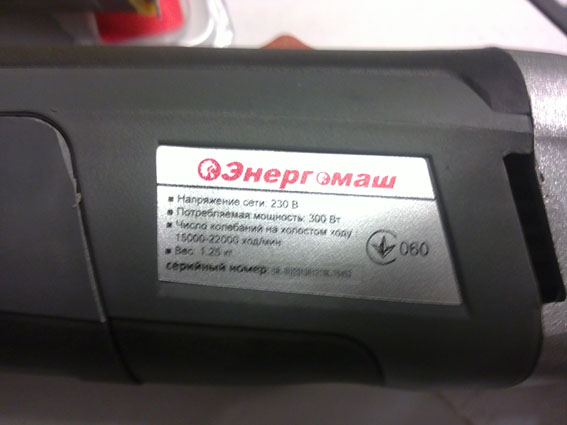 Энергомаш
Напряжение сети: 230 В
Потребляемая мощность: 300 Вт
Число колебаний на холостом ходу
15000-22000 ход/мин
Вес: 1,25 кг
060
серийный номер: